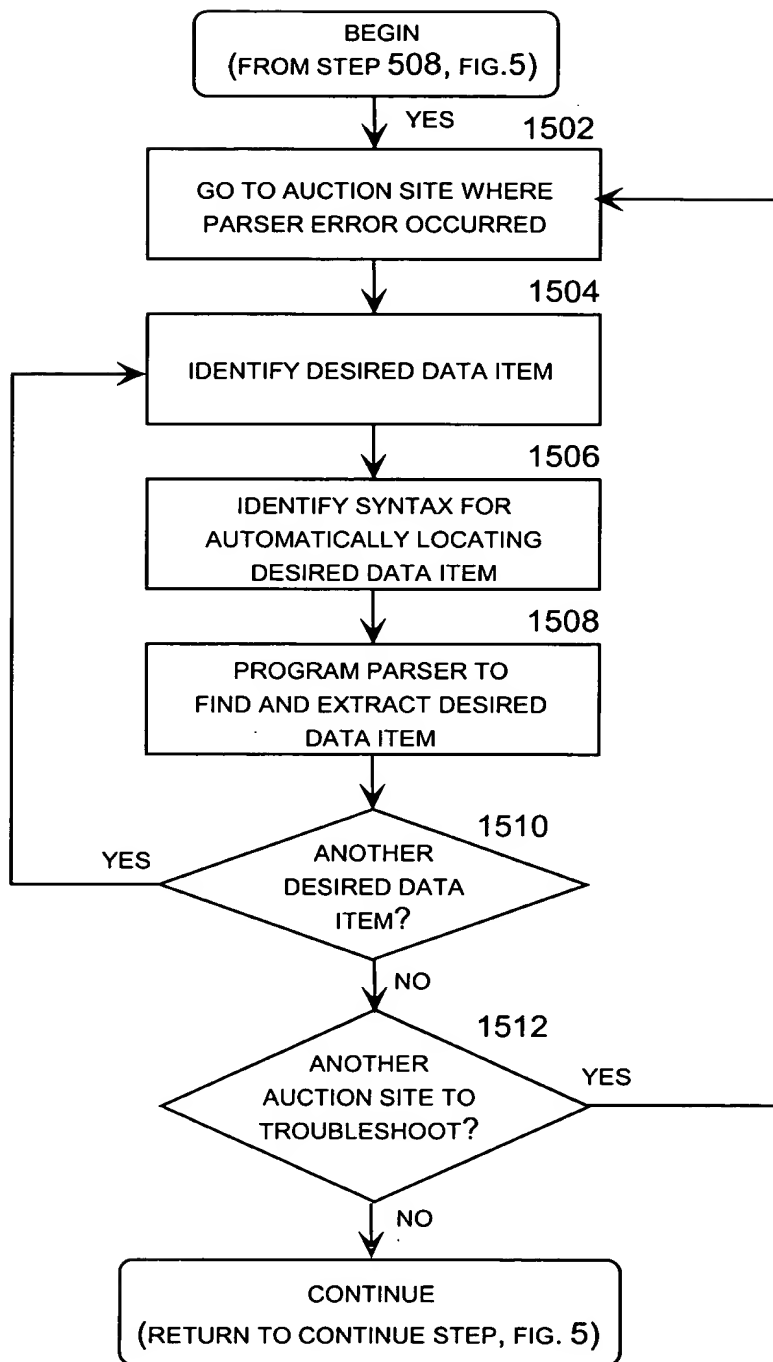 BEGIN
(FROM STEP 508, FIG.5)
YES
1502
GO TO AUCTION SITE WHERE
PARSER ERROR OCCURRED
1504
IDENTIFY DESIRED DATA ITEM
1506
IDENTIFY SYNTAX FOR
AUTOMATICALLY LOCATING
DESIRED DATA ITEM
1508
PROGRAM PARSER TO
FIND AND EXTRACT DESIRED
DATA ITEM
1510
YES
ANOTHER
DESIRED DATA
ITEM?
NO
1512
ANOTHER
AUCTION SITE TO
TROUBLESHOOT?
YES
NO
CONTINUE
(RETURN TO CONTINUE STEP, FIG. 5)